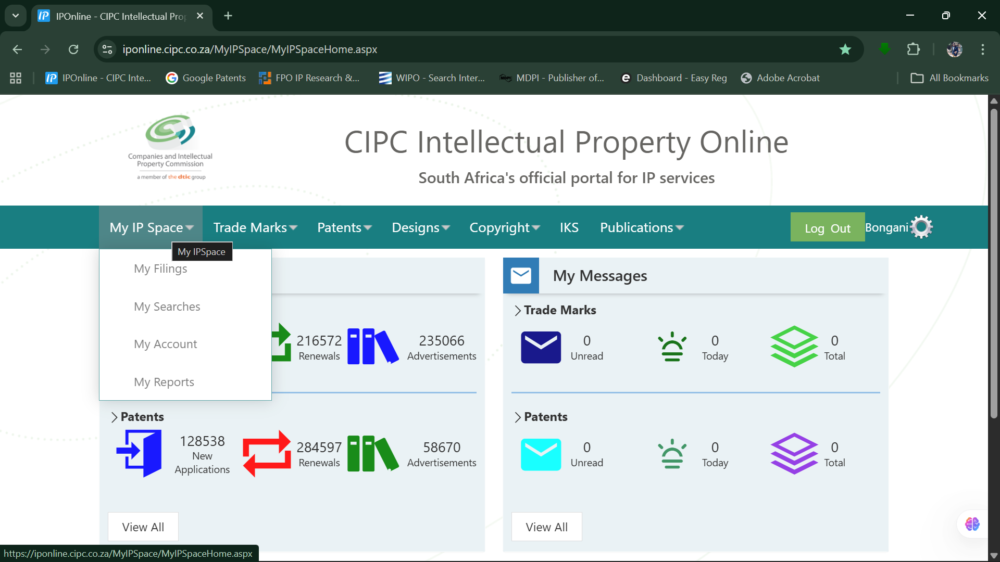 IPOnline - CIPC Intellectual Prop
iponline.cipc.co.za/MyIPSpace/MyIPSpaceHome.aspx
IPOnline - CIPC Inte...
Google Patents
FPO IP Research &...
WIPO - Search Inter...
MDPI - Publisher of...
Dashboard - Easy Reg
Adobe Acrobat
All Bookmarks
Companies and Intellectual
Property Commission
a member of the dtic group
CIPC Intellectual Property Online
South Africa's official portal for IP services
My IP Space
Trade Marks
Patents
Designs
Copyright
IKS
Publications
Log Out
Bongani
My IPSpace
My Filings
My Searches
My Account
My Reports
216572
Renewals
235066
Advertisements
Patents
128538
New
Applications
284597
Renewals
58670
Advertisements
View All
My Messages
Trade Marks
0
Unread
0
Today
0
Total
Patents
0
Unread
0
Today
0
Total
View All
https://iponline.cipc.co.za/MyIPSpace/MyIPSpaceHome.aspx